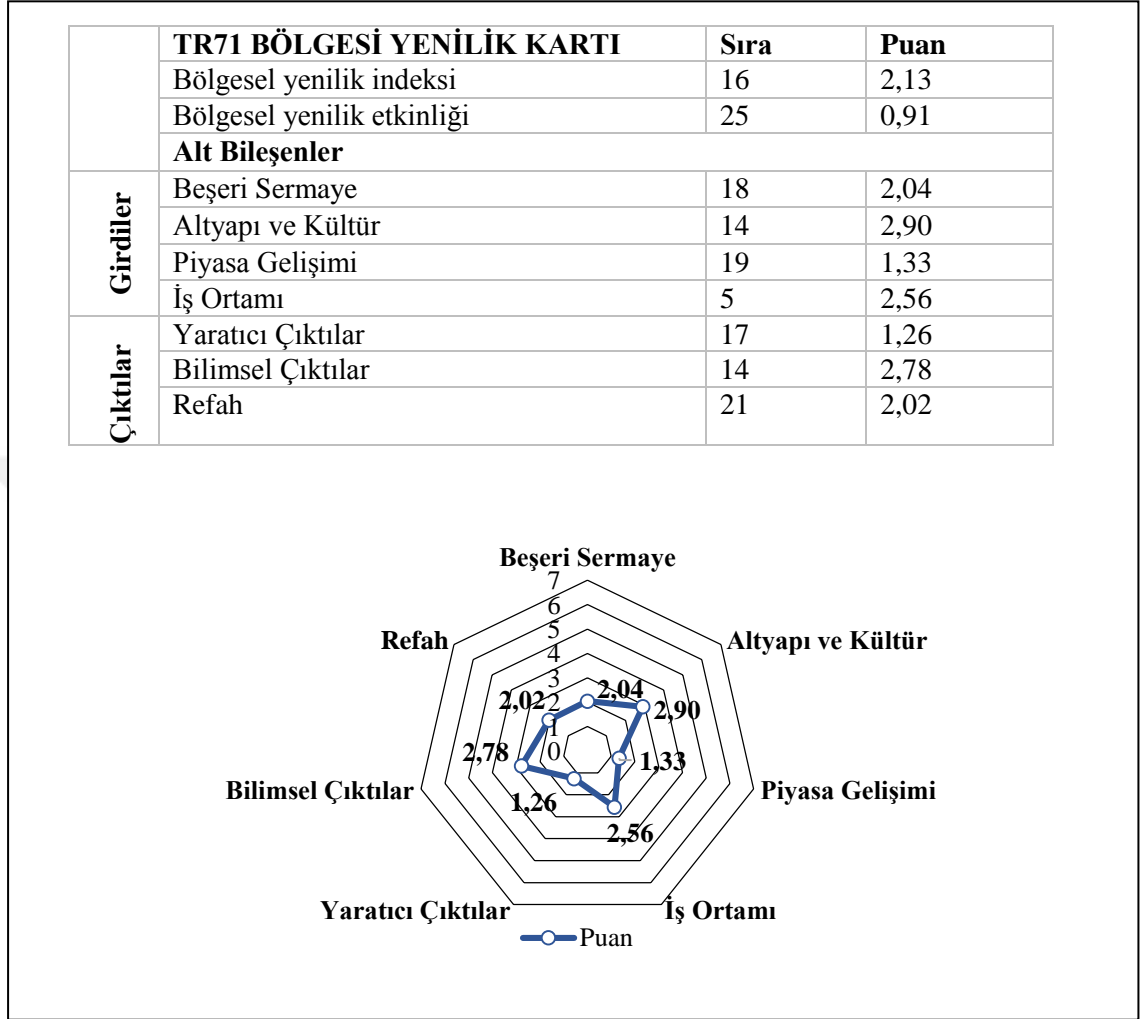 TR71 BÖLGESİ YENİLİK KARTI Sıra Puan
Bölgesel yenilik indeksi 16 2,13
Bölgesel yenilik etkinliği 25 0,91
Alt Bileşenler
Girdiler
Beşeri Sermaye 18 2,04
Altyapı ve Kültür 14 2,90
Piyasa Gelişimi 19 1,33
İş Ortamı 5 2,56
Çıktılar
Yaratıcı Çıktılar 17 1,26
Bilimsel Çıktılar 14 2,78
Refah 21 2,02
Beşeri Sermaye
7
6
Refah 5 Altyapı ve Kültür
4
3
2,02 2 2,04 2,90
1
2,78 0 1,33
Bilimsel Çıktılar Piyasa Gelişimi
1,26
2,56
Yaratıcı Çıktılar İş Ortamı
Puan